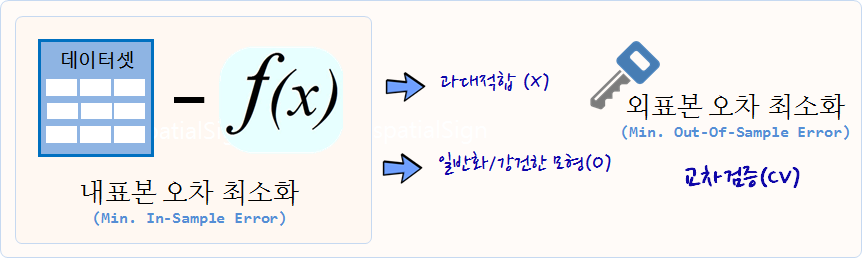 데이터셋
f(x)
내표본 오차 최소화
(Min. In-Sample Error)
과대적합 (X)
일반화/강건한 모형(O)
외표본 오차 최소화
(Min. Out-Of-Sample Error)
교차검증(CV)